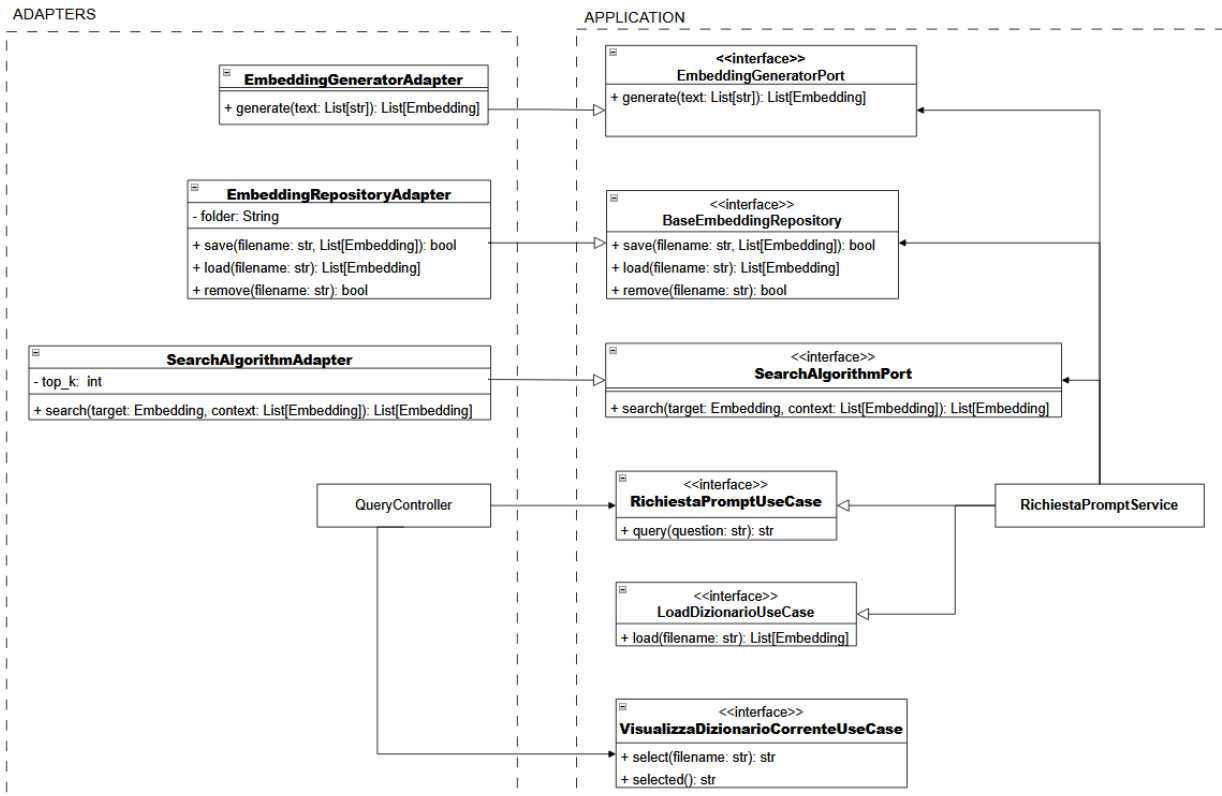 ADAPTERS
APPLICATION
EmbeddingGeneratorAdapter
+ generate(text: List[str]): List[Embedding]
<<interface>>
EmbeddingGeneratorPort
+ generate(text: List[str]): List[Embedding]
EmbeddingRepositoryAdapter
- folder: String
+ save(filename: str, List[Embedding]): bool
+ load(filename: str): List[Embedding]
+ remove(filename: str): bool
<<interface>>
BaseEmbeddingRepository
+ save(filename: str, List[Embedding]): bool
+ load(filename: str): List[Embedding]
+ remove(filename: str): bool
SearchAlgorithmAdapter
- top_k: int
+ search(target: Embedding, context: List[Embedding]): List[Embedding]
<<interface>>
SearchAlgorithmPort
+ search(target: Embedding, context: List[Embedding]): List[Embedding]
QueryController
<<interface>>
RichiestaPromptUseCase
+ query(question: str): str
RichiestaPromptService
<<interface>>
LoadDizionarioUseCase
+ load(filename: str): List[Embedding]
<<interface>>
VisualizzaDizionarioCorrenteUseCase
+ select(filename: str): str
+ selected(): str